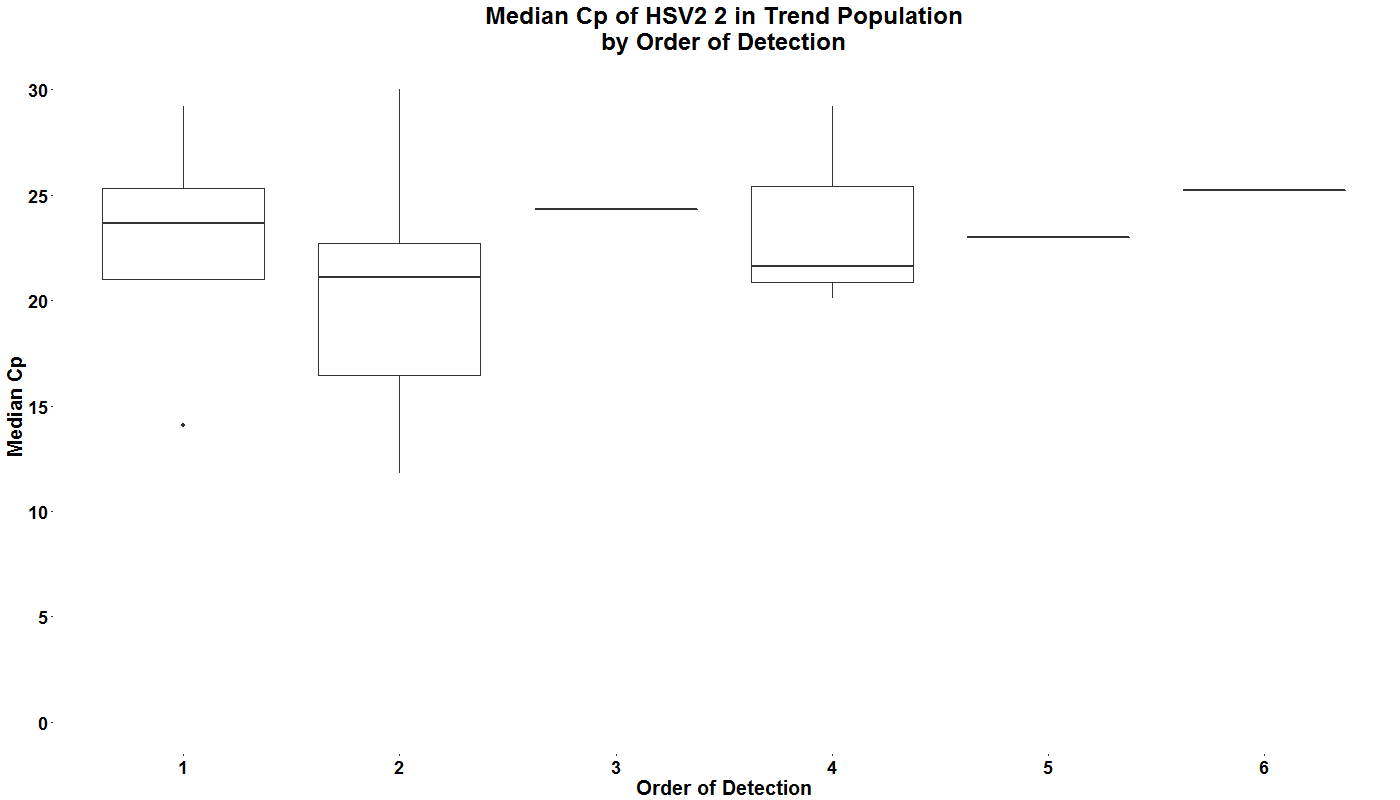 Median Cp of HSV2 2 in Trend Population
by Order of Detection
30
25
20
15
10
5
0
Median Cp
1 2 3 4 5 6
Order of Detection